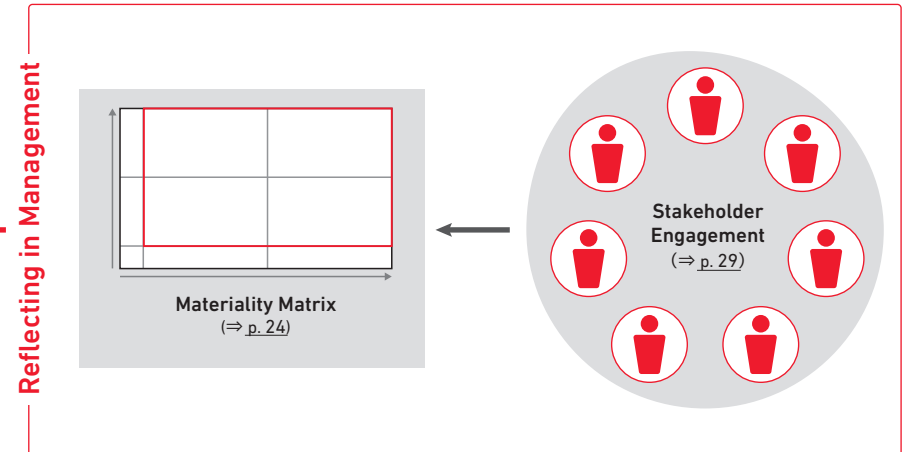 Reflecting in Management
Materiality Matrix
(⇒ p. 24)
Stakeholder
Engagement
(⇒ p. 29)